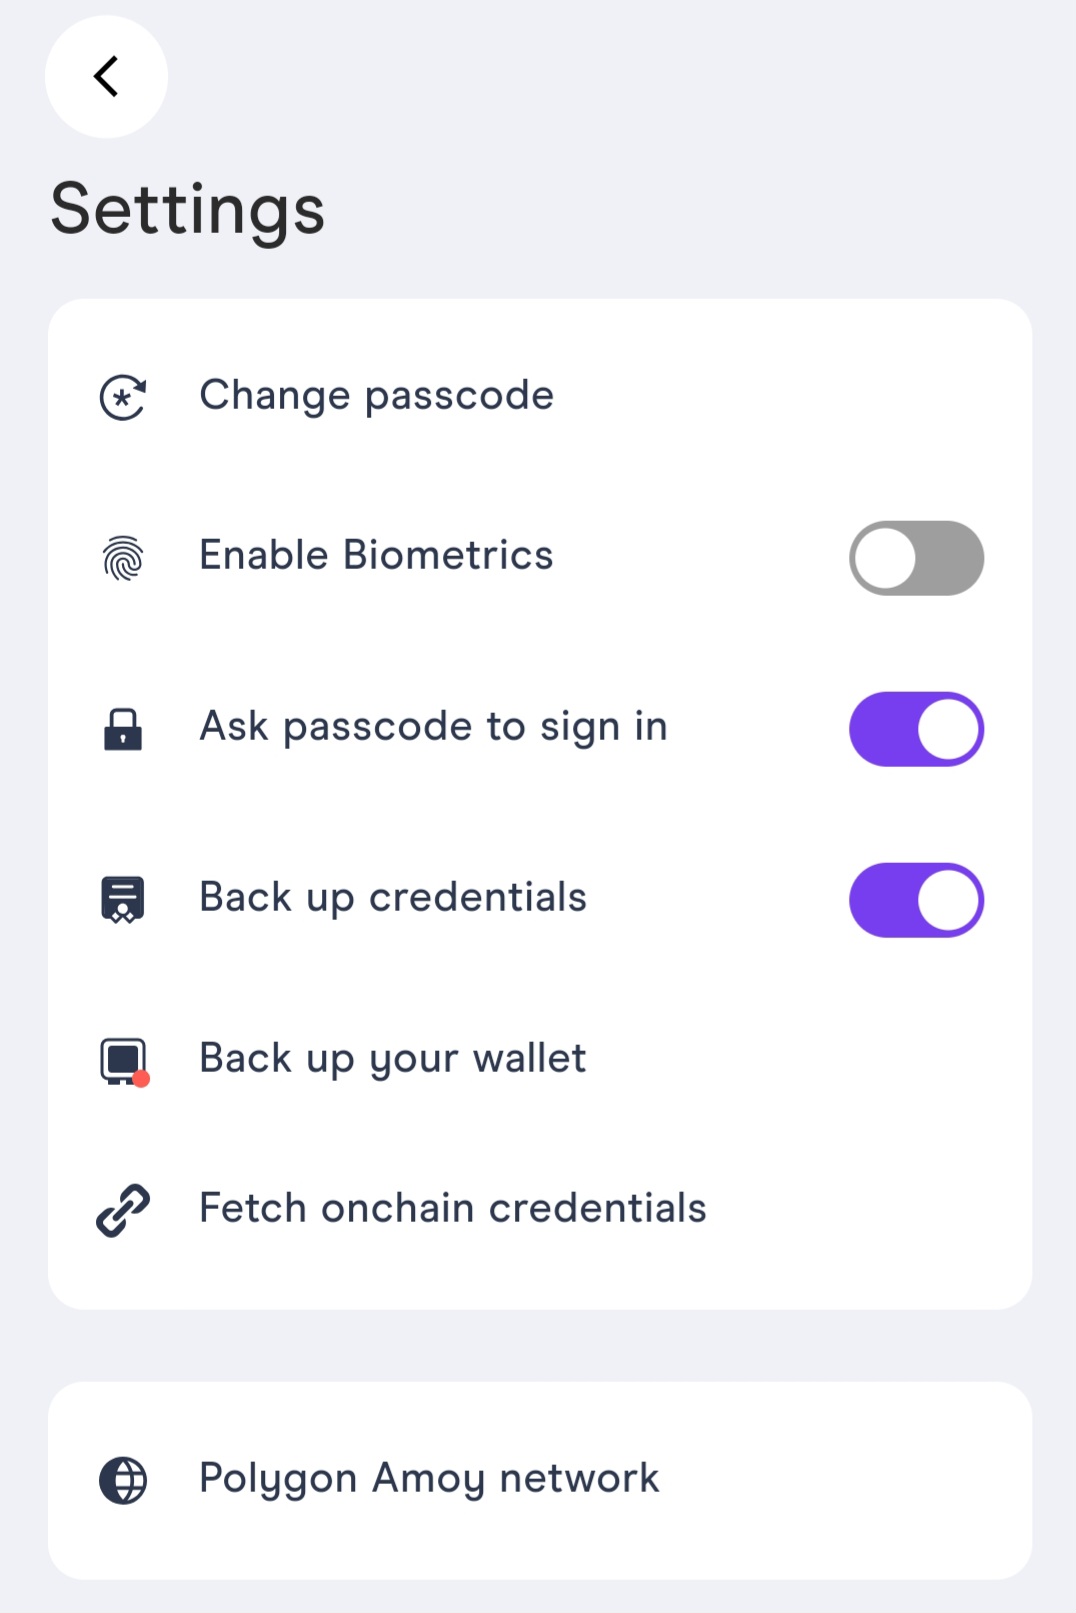 Settings
Change passcode
Enable Biometrics
Ask passcode to sign in
Back up credentials
Back up your wallet
Fetch onchain credentials
Polygon Amoy network